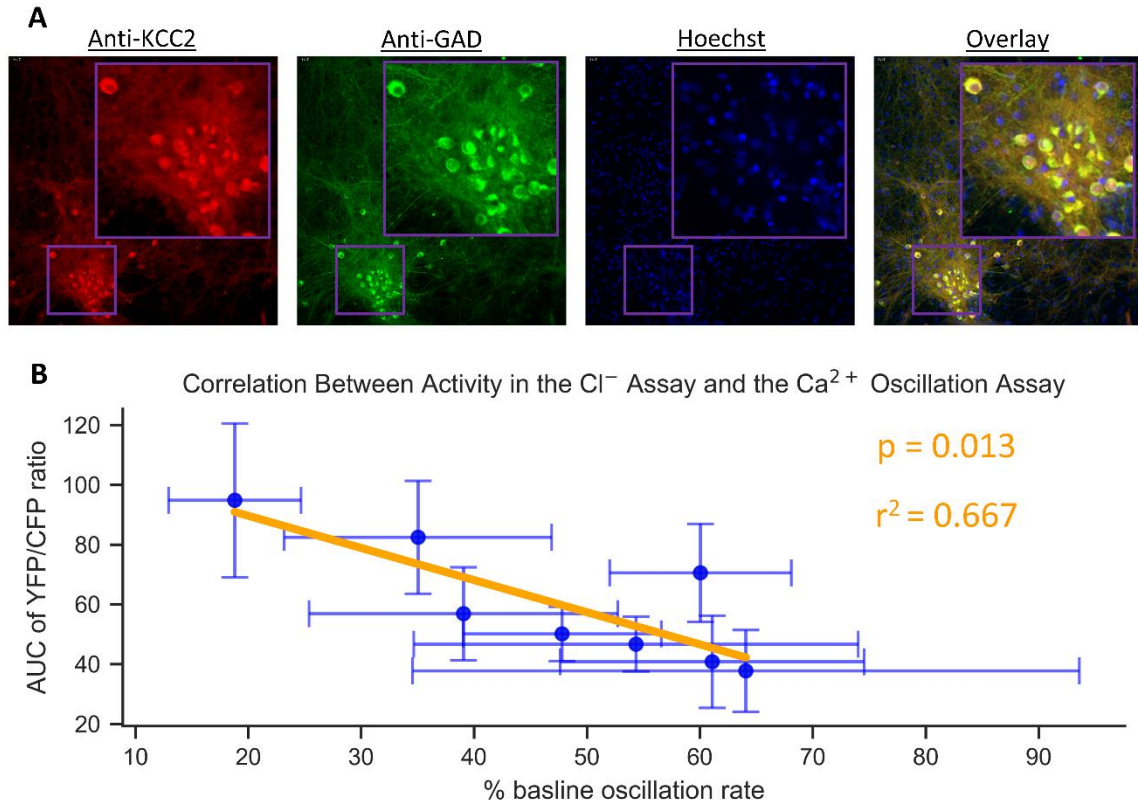 A
Anti-KCC2 Anti-GAD Hoechst Overlay
B
Correlation Between Activity in the Cl⁻ Assay and the Ca²⁺ Oscillation Assay
p = 0.013
r² = 0.667
AUC of YFP/CFP ratio
120
100
80
60
40
20
10 20 30 40 50 60 70 80 90
% basline oscillation rate